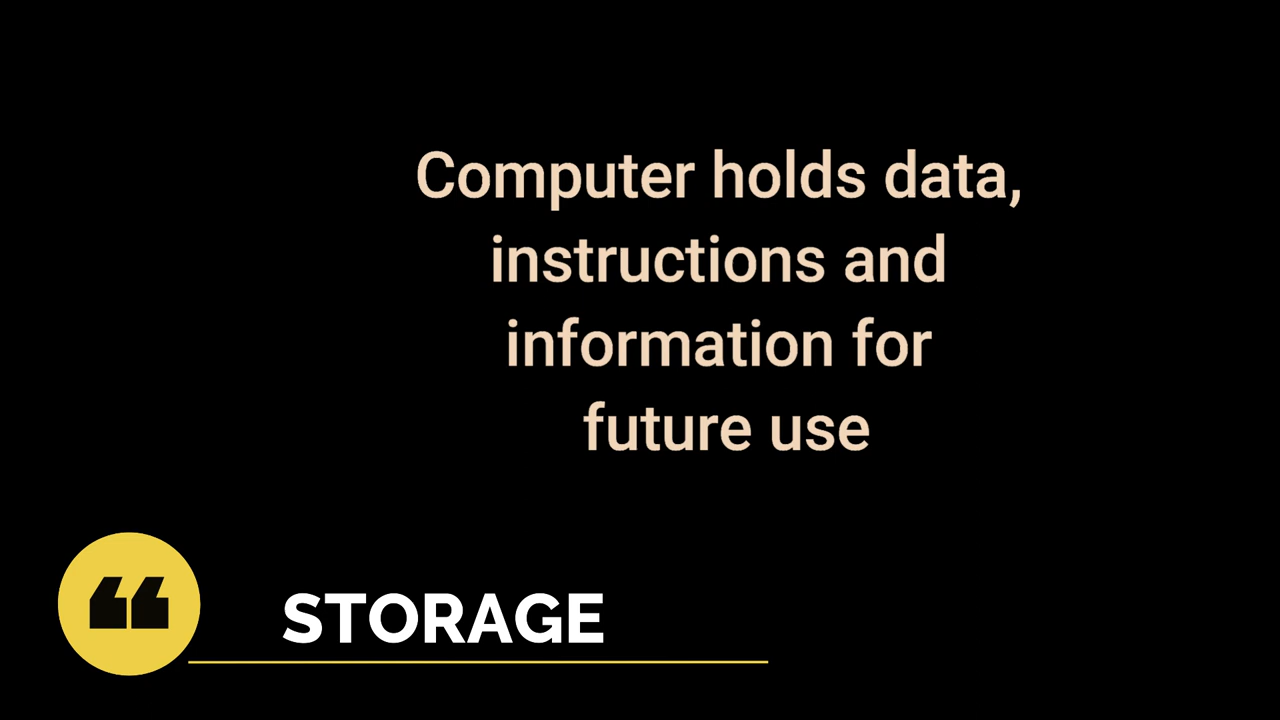 Computer holds data,
instructions and
information for
future use
STORAGE